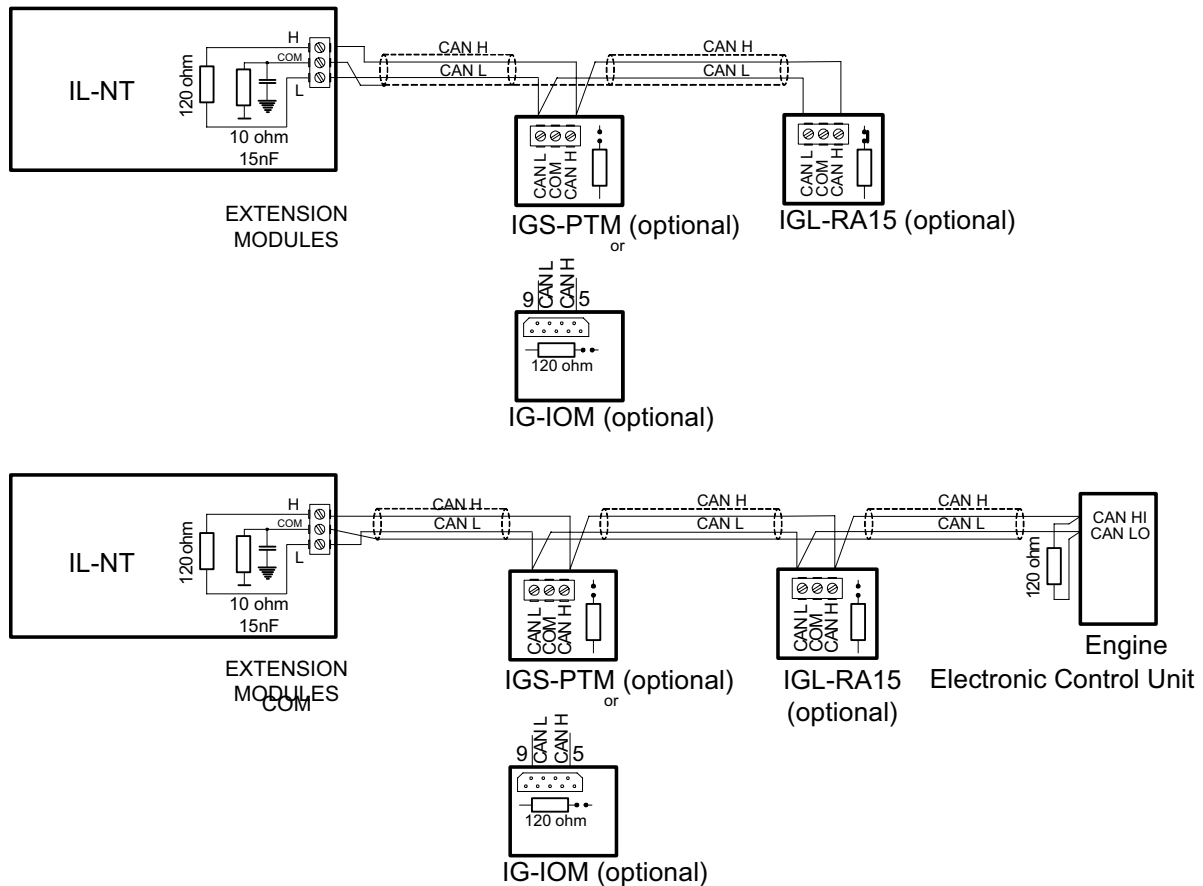 H
CAN H
CAN H
COM
IL-NT
CAN L
CAN L
120 ohm
L
10 ohm
15nF
CAN L
COM
CAN H
CAN L
COM
CAN H
EXTENSION
MODULES
IGS-PTM (optional)
IGL-RA15 (optional)
or
CAN L
CAN H
9
5
120 ohm
IG-IOM (optional)
H
CAN H
CAN H
CAN H
COM
CAN L
CAN L
CAN L
CAN HI
CAN LO
IL-NT
120 ohm
L
120 ohm
10 ohm
15nF
CAN L
COM
CAN H
CAN L
COM
CAN H
Engine
Electronic Control Unit
EXTENSION
MODULES
COM
IGS-PTM (optional)
IGL-RA15
(optional)
or
CAN L
CAN H
9
5
120 ohm
IG-IOM (optional)